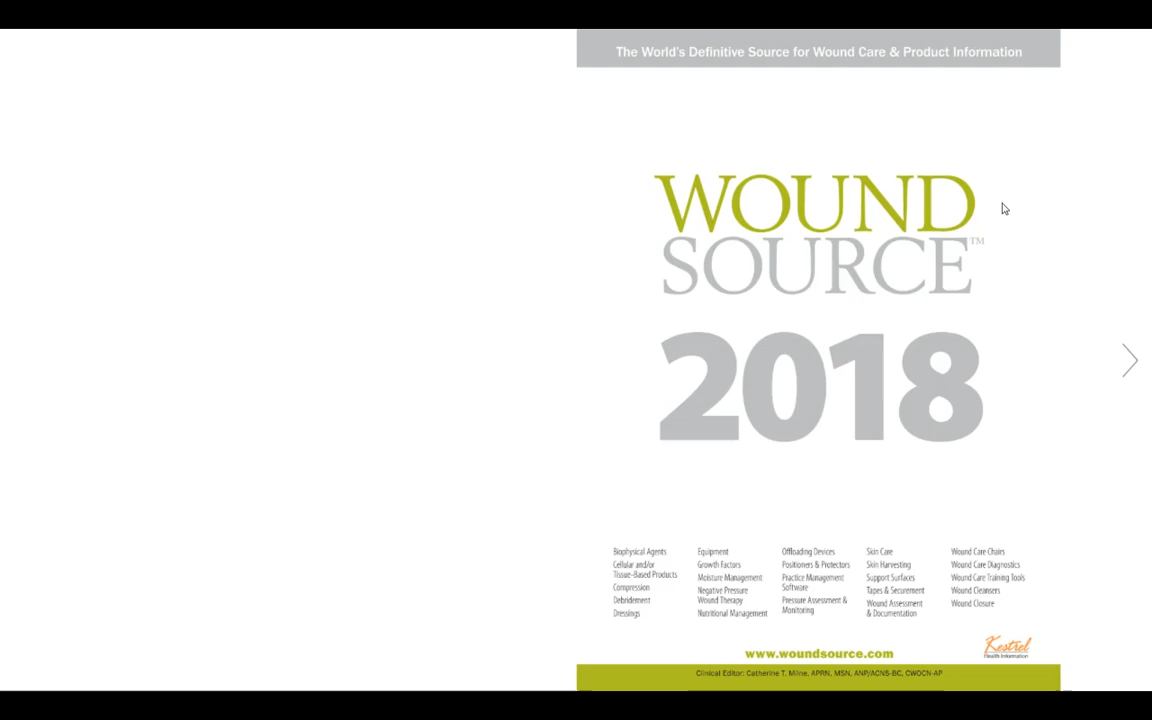 The World's Definitive Source for Wound Care & Product Information
WOUND
SOURCE™
2018
Biophysical Agents
Cellular and/or
Tissue-Based Products
Compression
Debridement
Dressings
Equipment
Growth Factors
Moisture Management
Negative Pressure
Wound Therapy
Nutritional Management
Offloading Devices
Positioners & Protectors
Practice Management
Software
Pressure Assessment &
Monitoring
Skin Care
Skin Harvesting
Support Surfaces
Tapes & Securement
Wound Assessment
& Documentation
Wound Care Chairs
Wound Care Diagnostics
Wound Care Training Tools
Wound Cleansers
Wound Closure
www.woundsource.com
Kestrel
Health Information
Clinical Editor: Catherine T. Milne, APRN, MSN, ANP/ACNS-BC, CWOCN-AP